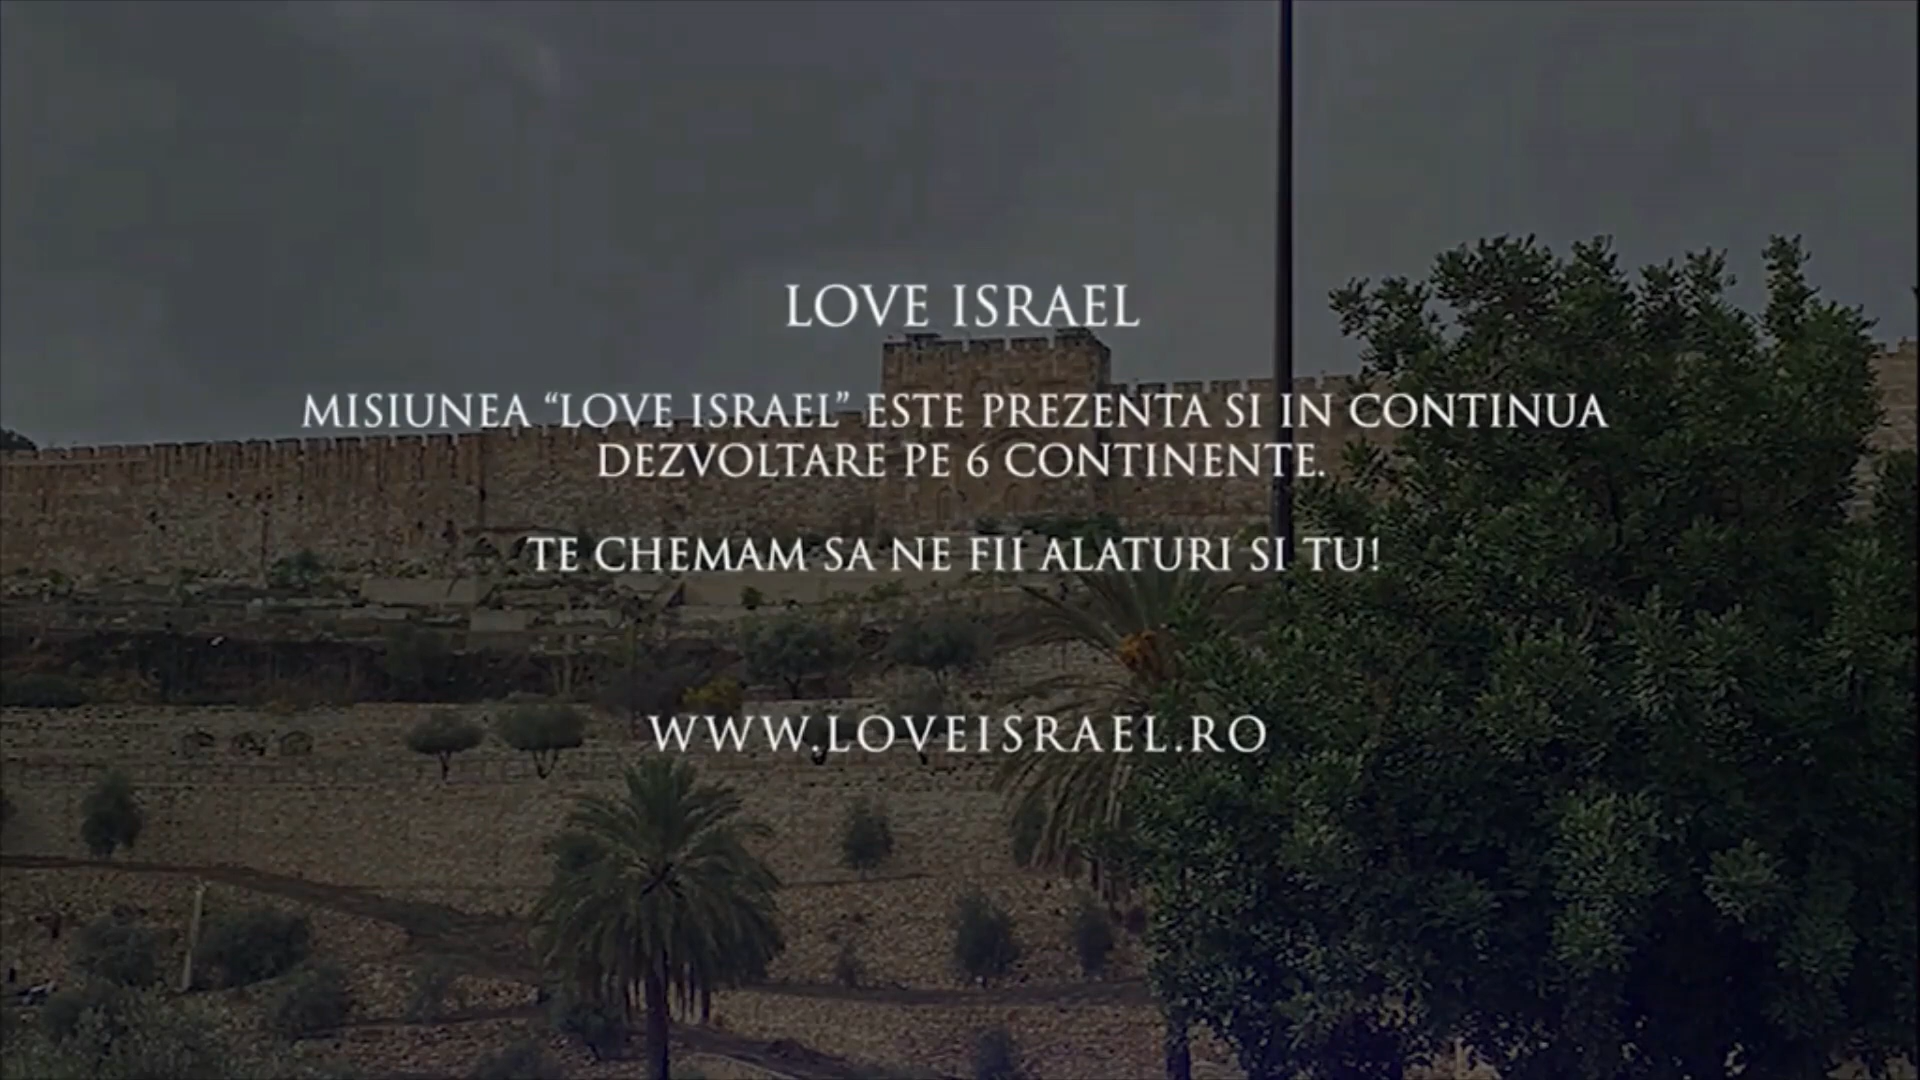 LOVE ISRAEL
MISIUNEA “LOVE ISRAEL” ESTE PREZENTA SI IN CONTINUA
DEZVOLTARE PE 6 CONTINENTE.
TE CHEMAM SA NE FII ALATURI SI TU!
WWW.LOVEISRAEL.RO